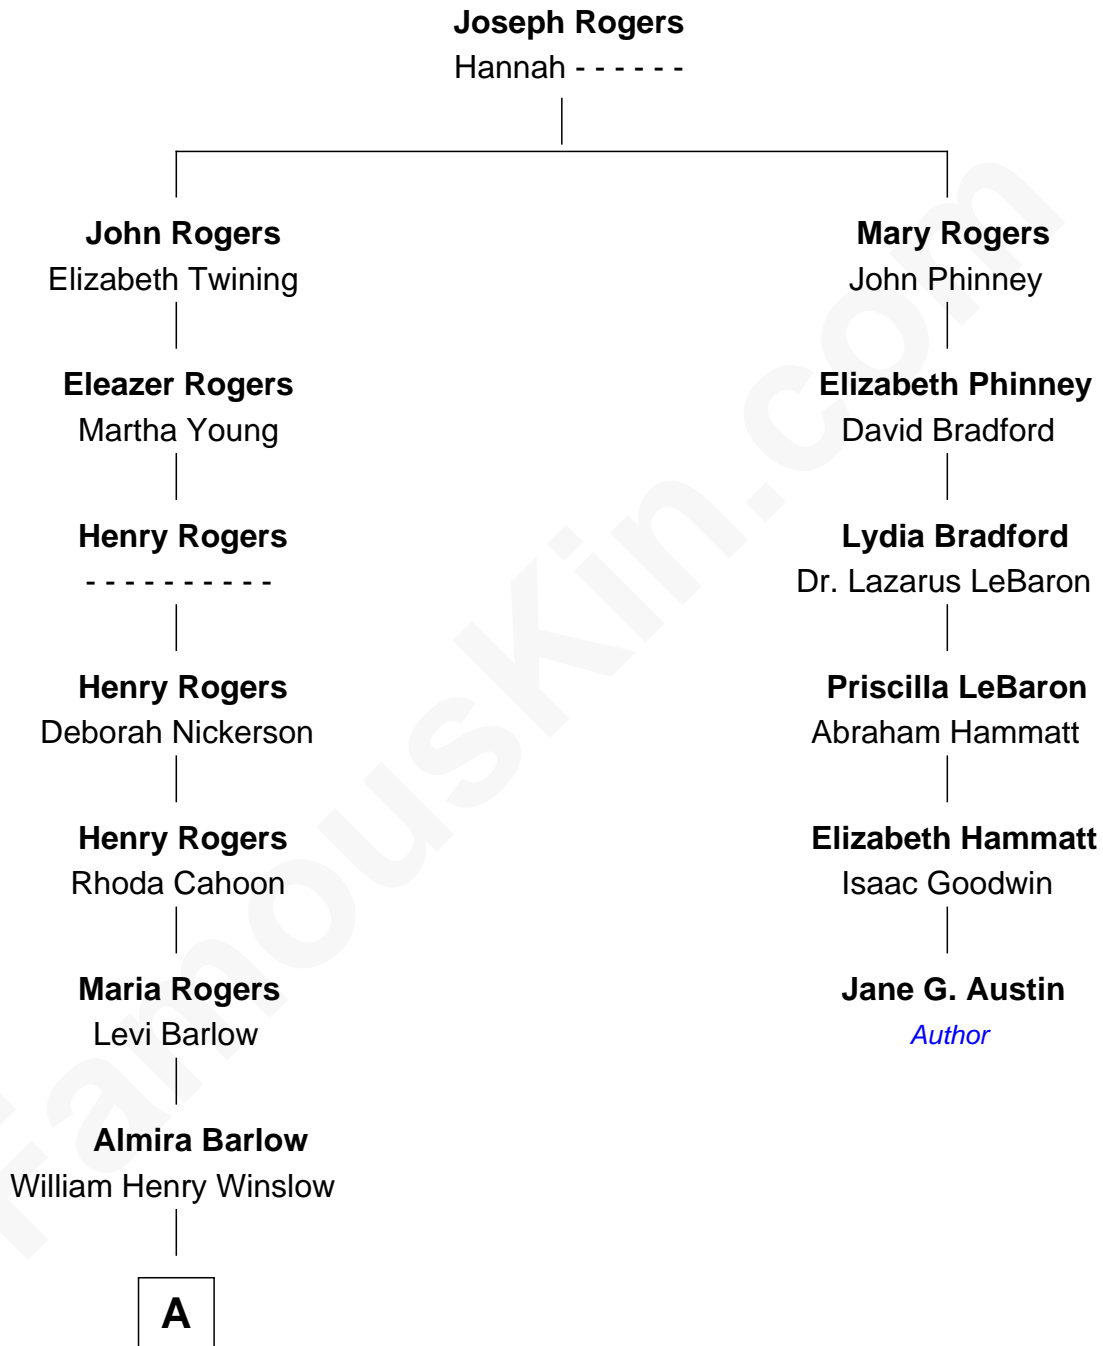 Joseph Rogers
Hannah - - - - - -
John Rogers
Elizabeth Twining
Mary Rogers
John Phinney
Eleazer Rogers
Martha Young
Elizabeth Phinney
David Bradford
Henry Rogers
- - - - - - - - - -
Lydia Bradford
Dr. Lazarus LeBaron
Henry Rogers
Deborah Nickerson
Priscilla LeBaron
Abraham Hammatt
Henry Rogers
Rhoda Cahoon
Elizabeth Hammatt
Isaac Goodwin
Maria Rogers
Levi Barlow
Jane G. Austin
Author
Almira Barlow
William Henry Winslow
A
FamousKin.com